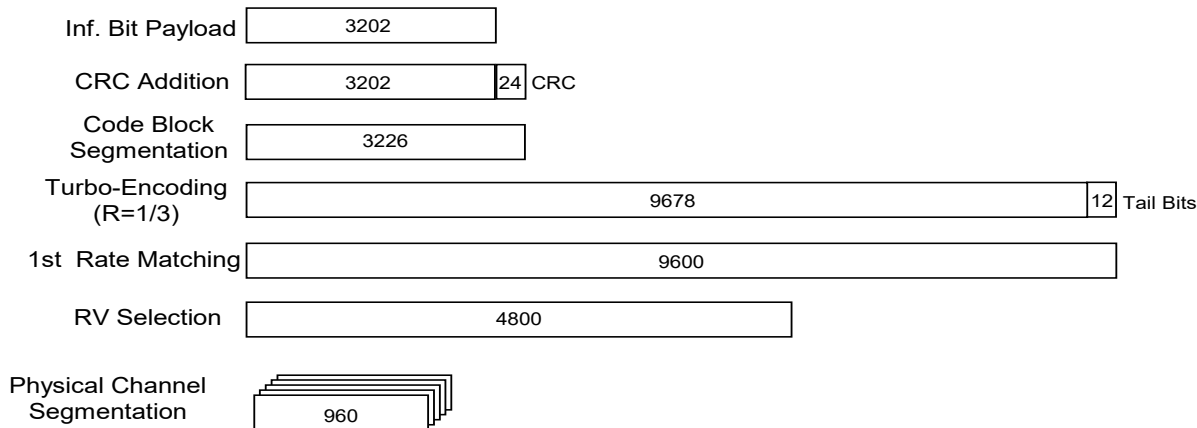 Inf. Bit Payload 3202
CRC Addition 3202 24 CRC
Code Block
Segmentation 3226
Turbo-Encoding
(R=1/3) 9678 12 Tail Bits
1st Rate Matching 9600
RV Selection 4800
Physical Channel
Segmentation 960